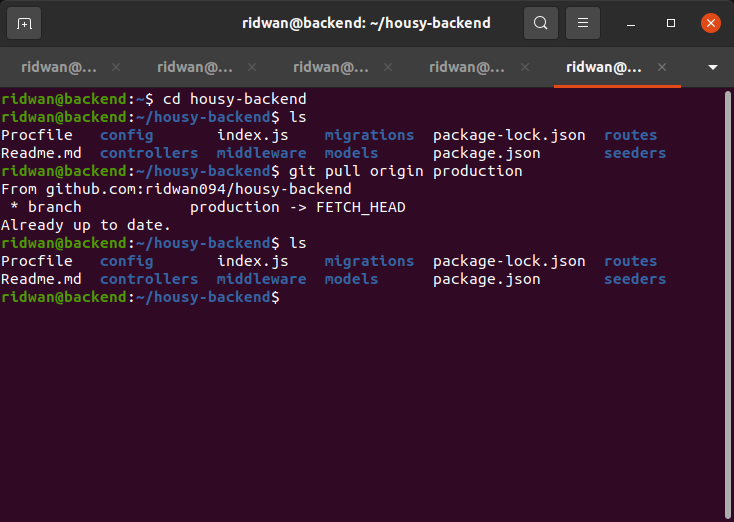 ridwan@backend: ~/housy-backend
ridwan@... × ridwan@... × ridwan@... × ridwan@... × ridwan@... ×
ridwan@backend:~$ cd housy-backend
ridwan@backend:~/housy-backend$ ls
Procfile   config       index.js    migrations  package-lock.json  routes
Readme.md  controllers  middleware  models      package.json       seeders
ridwan@backend:~/housy-backend$ git pull origin production
From github.com:ridwan094/housy-backend
 * branch            production -> FETCH_HEAD
Already up to date.
ridwan@backend:~/housy-backend$ ls
Procfile   config       index.js    migrations  package-lock.json  routes
Readme.md  controllers  middleware  models      package.json       seeders
ridwan@backend:~/housy-backend$